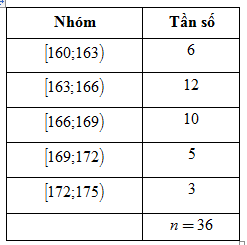 Nhóm Tần số
[160;163) 6
[163;166) 12
[166;169) 10
[169;172) 5
[172;175) 3
n = 36